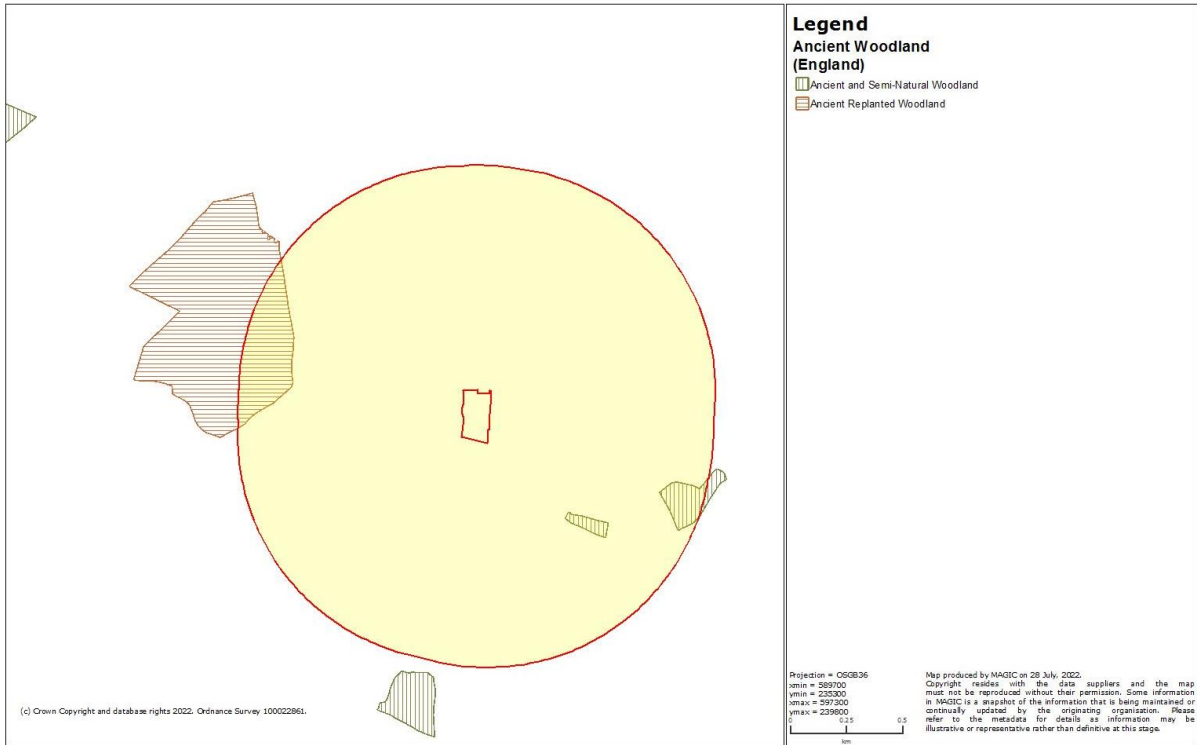 Legend
Ancient Woodland
(England)
Ancient and Semi-Natural Woodland
Ancient Replanted Woodland
(c) Crown Copyright and database rights 2022. Ordnance Survey 100022861.
Projection = OSGB36
xmin = 589700
ymin = 235300
xmax = 597300
ymax = 239800
0 0.25 0.5
km
Map produced by MAGIC on 28 July, 2022.
Copyright resides with the data suppliers and the map
must not be reproduced without their permission. Some information
in MAGIC is a snapshot of the information that is being maintained or
continually updated by the originating organisation. Please
refer to the metadata for details as information may be
illustrative or representative rather than definitive at this stage.